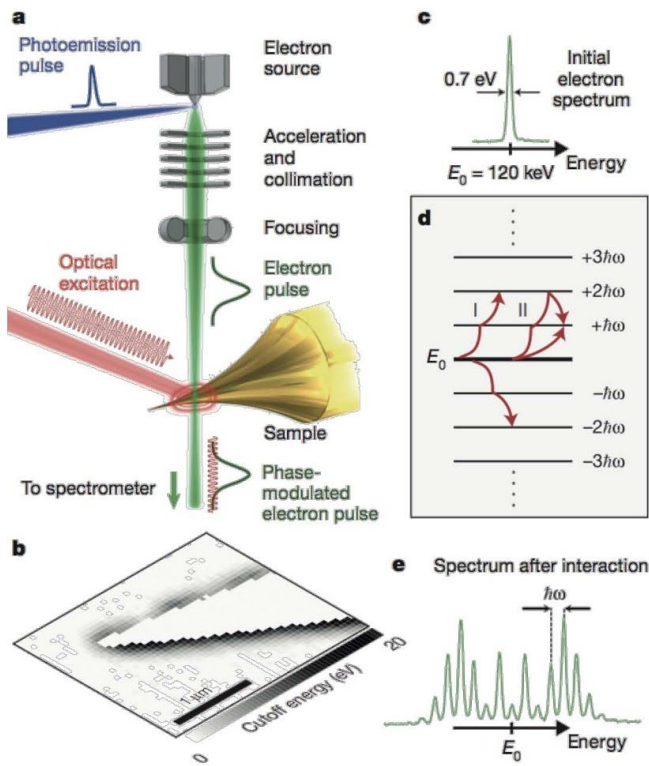 a
Photoemission
pulse
Electron
source
Acceleration
and
collimation
Focusing
Optical
excitation
Electron
pulse
Sample
To spectrometer
Phase-
modulated
electron pulse
b
1 μm
Cutoff energy (eV)
0
20
c
0.7 eV
Initial
electron
spectrum
Energy
E₀ = 120 keV
d
+3ℏω
+2ℏω
+ℏω
I
II
E₀
−ℏω
−2ℏω
−3ℏω
e
Spectrum after interaction
ℏω
E₀
Energy